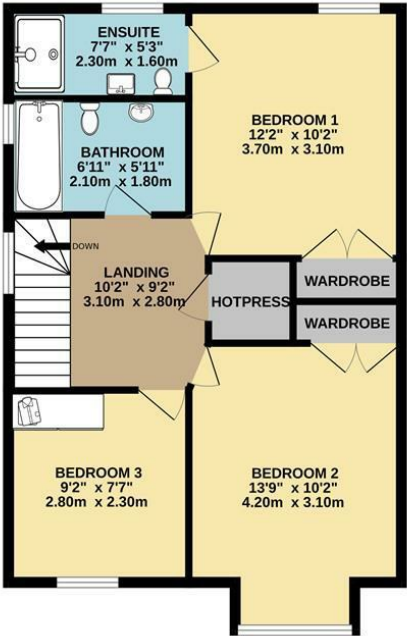 ENSUITE
7'7" x 5'3"
2.30m x 1.60m
BEDROOM 1
12'2" x 10'2"
3.70m x 3.10m
BATHROOM
6'11" x 5'11"
2.10m x 1.80m
DOWN
LANDING
10'2" x 9'2"
3.10m x 2.80m
HOTPRESS
WARDROBE
WARDROBE
BEDROOM 3
9'2" x 7'7"
2.80m x 2.30m
BEDROOM 2
13'9" x 10'2"
4.20m x 3.10m